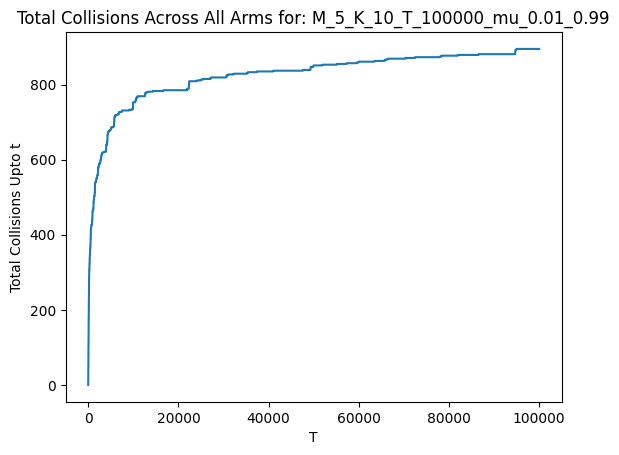 Total Collisions Across All Arms for: M_5_K_10_T_100000_mu_0.01_0.99
Total Collisions Upto t
800
600
400
200
0
0 20000 40000 60000 80000 100000
T